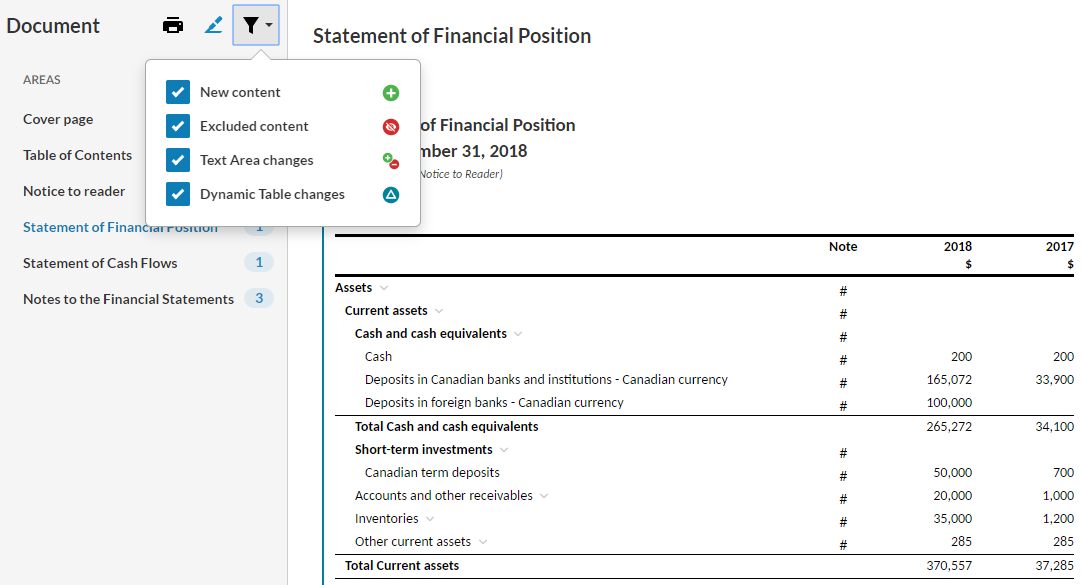 Document
AREAS
Cover page
Table of Contents
Notice to reader
Statement of Financial Position 1
Statement of Cash Flows 1
Notes to the Financial Statements 3
New content
Excluded content
Text Area changes
Dynamic Table changes
Statement of Financial Position
of Financial Position
mber 31, 2018
Notice to Reader)
Note 2018 2017
$ $
Assets #
Current assets #
Cash and cash equivalents #
Cash # 200 200
Deposits in Canadian banks and institutions - Canadian currency # 165,072 33,900
Deposits in foreign banks - Canadian currency # 100,000
Total Cash and cash equivalents 265,272 34,100
Short-term investments #
Canadian term deposits # 50,000 700
Accounts and other receivables # 20,000 1,000
Inventories # 35,000 1,200
Other current assets # 285 285
Total Current assets 370,557 37,285